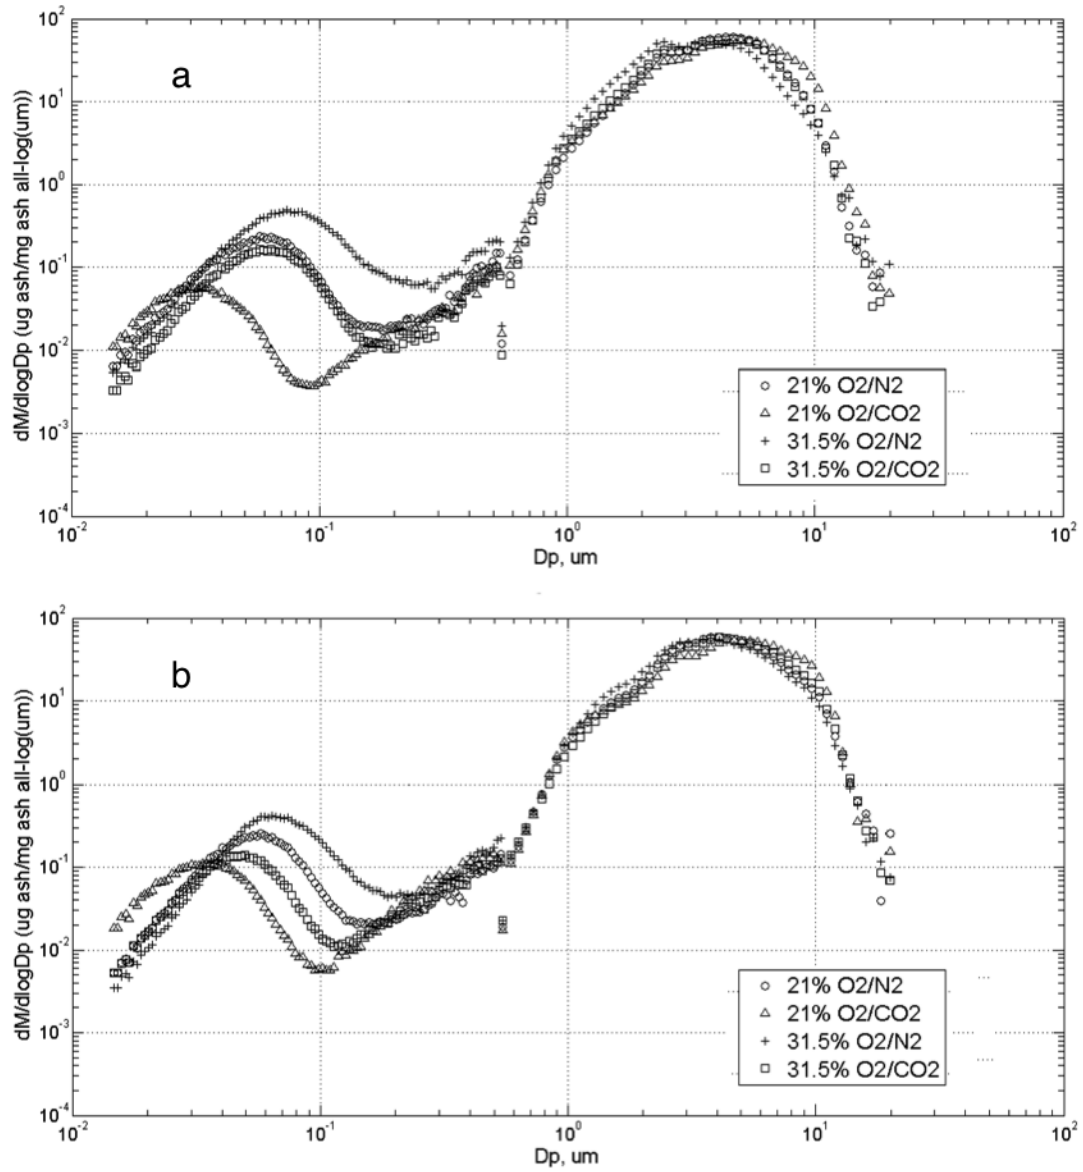 a
dM/dlogDp (ug ash/mg ash all-log(um))
10^2
10^1
10^0
10^-1
10^-2
10^-3
10^-4
21% O2/N2
21% O2/CO2
31.5% O2/N2
31.5% O2/CO2
10^-2
10^-1
10^0
10^1
10^2
Dp, um
b
dM/dlogDp (ug ash/mg ash all-log(um))
10^2
10^1
10^0
10^-1
10^-2
10^-3
10^-4
21% O2/N2
21% O2/CO2
31.5% O2/N2
31.5% O2/CO2
10^-2
10^-1
10^0
10^1
10^2
Dp, um